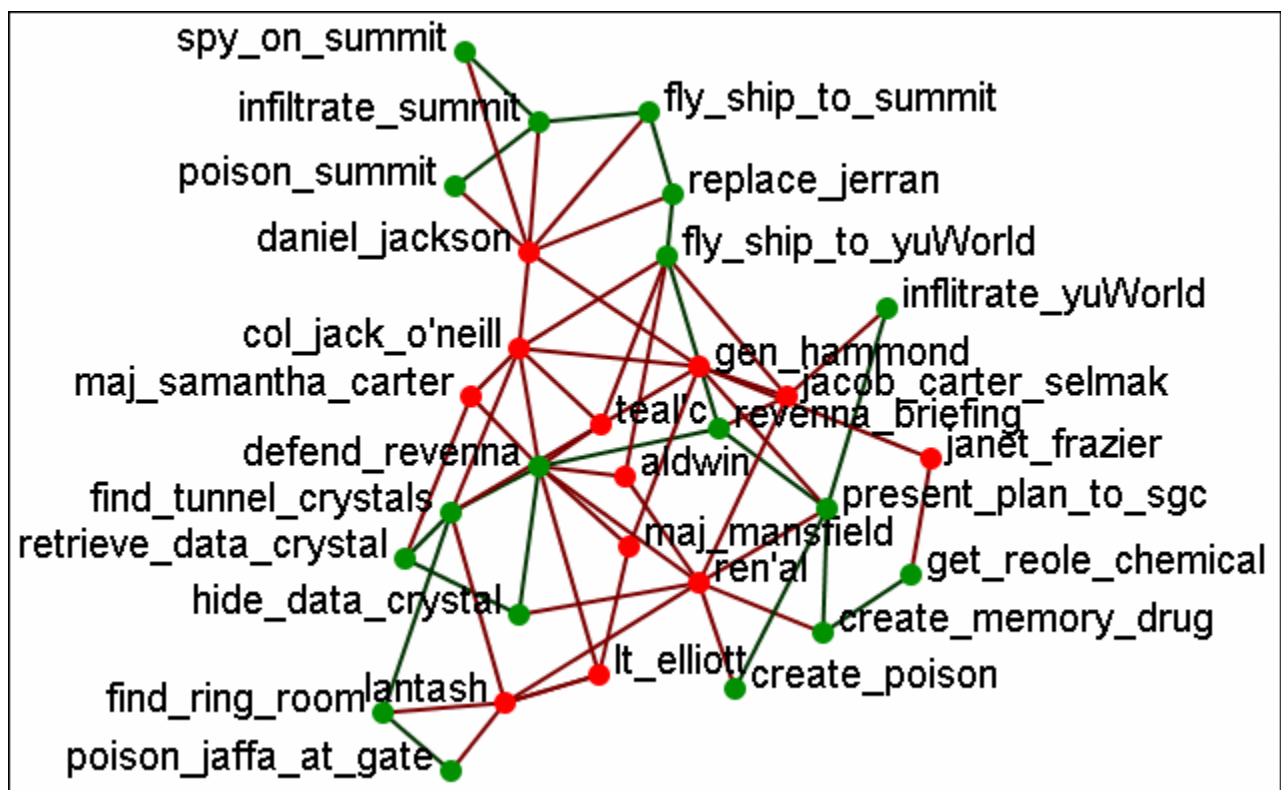 spy_on_summit
infiltrate_summit
fly_ship_to_summit
poison_summit
replace_jerran
daniel_jackson
fly_ship_to_yuWorld
inflitrate_yuWorld
col_jack_o'neill
gen_hammond
maj_samantha_carter
jacob_carter_selmak
teal'c
revenna_briefing
defend_revenna
aldwin
janet_frazier
find_tunnel_crystals
present_plan_to_sgc
retrieve_data_crystal
maj_mansfield
ren'al
get_reole_chemical
hide_data_crystal
create_memory_drug
lt_elliott
create_poison
find_ring_room
lantash
poison_jaffa_at_gate